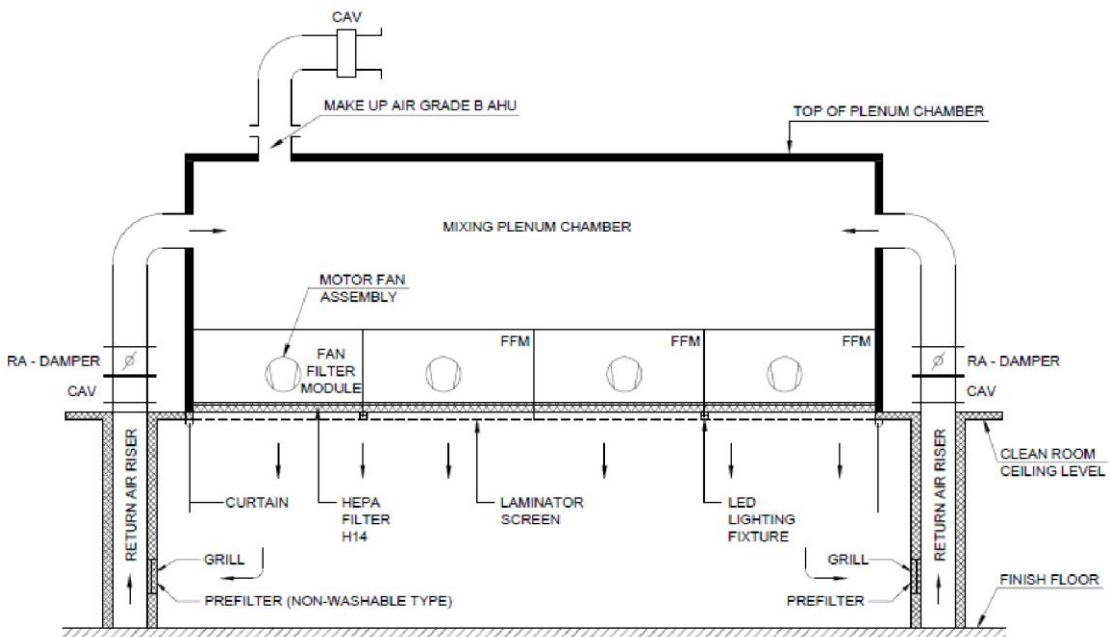 CAV
MAKE UP AIR GRADE B AHU
TOP OF PLENUM CHAMBER
MIXING PLENUM CHAMBER
MOTOR FAN
ASSEMBLY
RA - DAMPER
CAV
FAN
FILTER
MODULE
FFM
FFM
FFM
RA - DAMPER
CAV
RETURN AIR RISER
CURTAIN
HEPA
FILTER
H14
LAMINATOR
SCREEN
LED
LIGHTING
FIXTURE
RETURN AIR RISER
CLEAN ROOM
CEILING LEVEL
GRILL
PREFILTER (NON-WASHABLE TYPE)
GRILL
PREFILTER
FINISH FLOOR